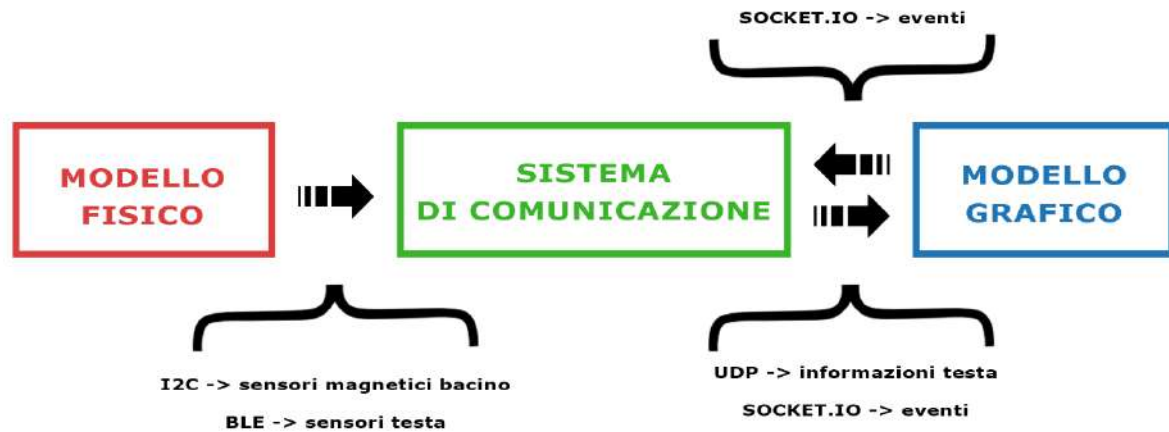 SOCKET.IO -> eventi
MODELLO
FISICO
SISTEMA
DI COMUNICAZIONE
MODELLO
GRAFICO
I2C -> sensori magnetici bacino
BLE -> sensori testa
UDP -> informazioni testa
SOCKET.IO -> eventi